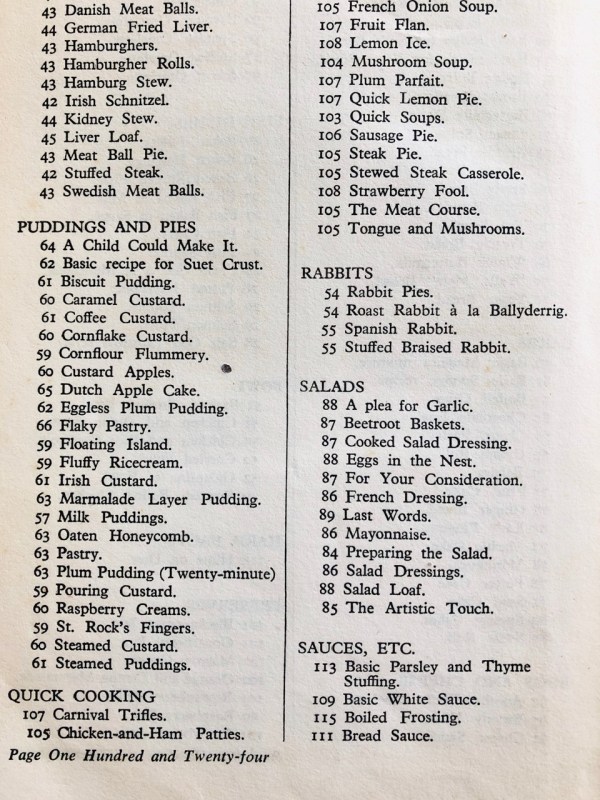 43 Danish Meat Balls.
44 German Fried Liver.
43 Hamburghers.
43 Hamburgher Rolls.
43 Hamburg Stew.
42 Irish Schnitzel.
44 Kidney Stew.
45 Liver Loaf.
43 Meat Ball Pie.
42 Stuffed Steak.
43 Swedish Meat Balls.
PUDDINGS AND PIES
64 A Child Could Make It.
62 Basic recipe for Suet Crust.
61 Biscuit Pudding.
60 Caramel Custard.
61 Coffee Custard.
60 Cornflake Custard.
59 Cornflour Flummery.
60 Custard Apples.
65 Dutch Apple Cake.
62 Eggless Plum Pudding.
66 Flaky Pastry.
59 Floating Island.
59 Fluffy Ricecream.
61 Irish Custard.
63 Marmalade Layer Pudding.
57 Milk Puddings.
63 Oaten Honeycomb.
63 Pastry.
63 Plum Pudding (Twenty-minute)
59 Pouring Custard.
60 Raspberry Creams.
59 St. Rock's Fingers.
60 Steamed Custard.
61 Steamed Puddings.
QUICK COOKING
107 Carnival Trifles.
105 Chicken-and-Ham Patties.
105 French Onion Soup.
107 Fruit Flan.
108 Lemon Ice.
104 Mushroom Soup.
107 Plum Parfait.
107 Quick Lemon Pie.
103 Quick Soups.
106 Sausage Pie.
105 Steak Pie.
105 Stewed Steak Casserole.
108 Strawberry Fool.
105 The Meat Course.
105 Tongue and Mushrooms.
RABBITS
54 Rabbit Pies.
54 Roast Rabbit à la Ballyderrig.
55 Spanish Rabbit.
55 Stuffed Braised Rabbit.
SALADS
88 A plea for Garlic.
87 Beetroot Baskets.
87 Cooked Salad Dressing.
88 Eggs in the Nest.
87 For Your Consideration.
86 French Dressing.
89 Last Words.
86 Mayonnaise.
84 Preparing the Salad.
86 Salad Dressings.
88 Salad Loaf.
85 The Artistic Touch.
SAUCES, ETC.
113 Basic Parsley and Thyme
Stuffing.
109 Basic White Sauce.
115 Boiled Frosting.
111 Bread Sauce.
Page One Hundred and Twenty-four